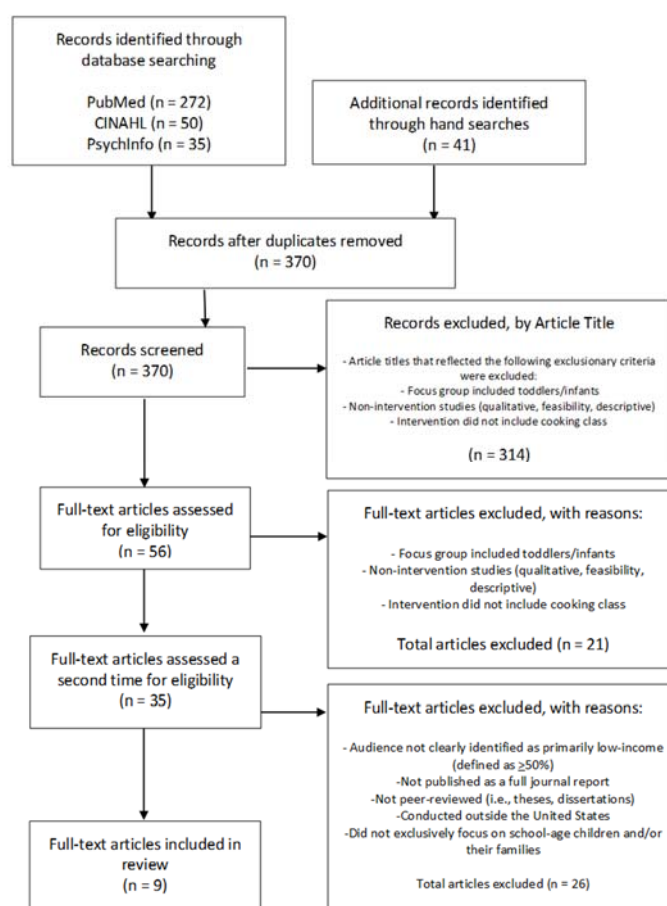 Records identified through
database searching
PubMed (n = 272)
CINAHL (n = 50)
PsychInfo (n = 35)
Additional records identified
through hand searches
(n = 41)
Records after duplicates removed
(n = 370)
Records screened
(n = 370)
Records excluded, by Article Title
- Article titles that reflected the following exclusionary criteria
were excluded:
- Focus group included toddlers/infants
- Non-intervention studies (qualitative, feasibility, descriptive)
- Intervention did not include cooking class
(n = 314)
Full-text articles assessed
for eligibility
(n = 56)
Full-text articles excluded, with reasons:
- Focus group included toddlers/infants
- Non-intervention studies (qualitative, feasibility,
descriptive)
- Intervention did not include cooking class
Total articles excluded (n = 21)
Full-text articles assessed a
second time for eligibility
(n = 35)
Full-text articles excluded, with reasons:
- Audience not clearly identified as primarily low-income
(defined as ≥50%)
-Not published as a full journal report
-Not peer-reviewed (i.e., theses, dissertations)
-Conducted outside the United States
-Did not exclusively focus on school-age children and/or
their families
Total articles excluded (n = 26)
Full-text articles included in
review
(n = 9)